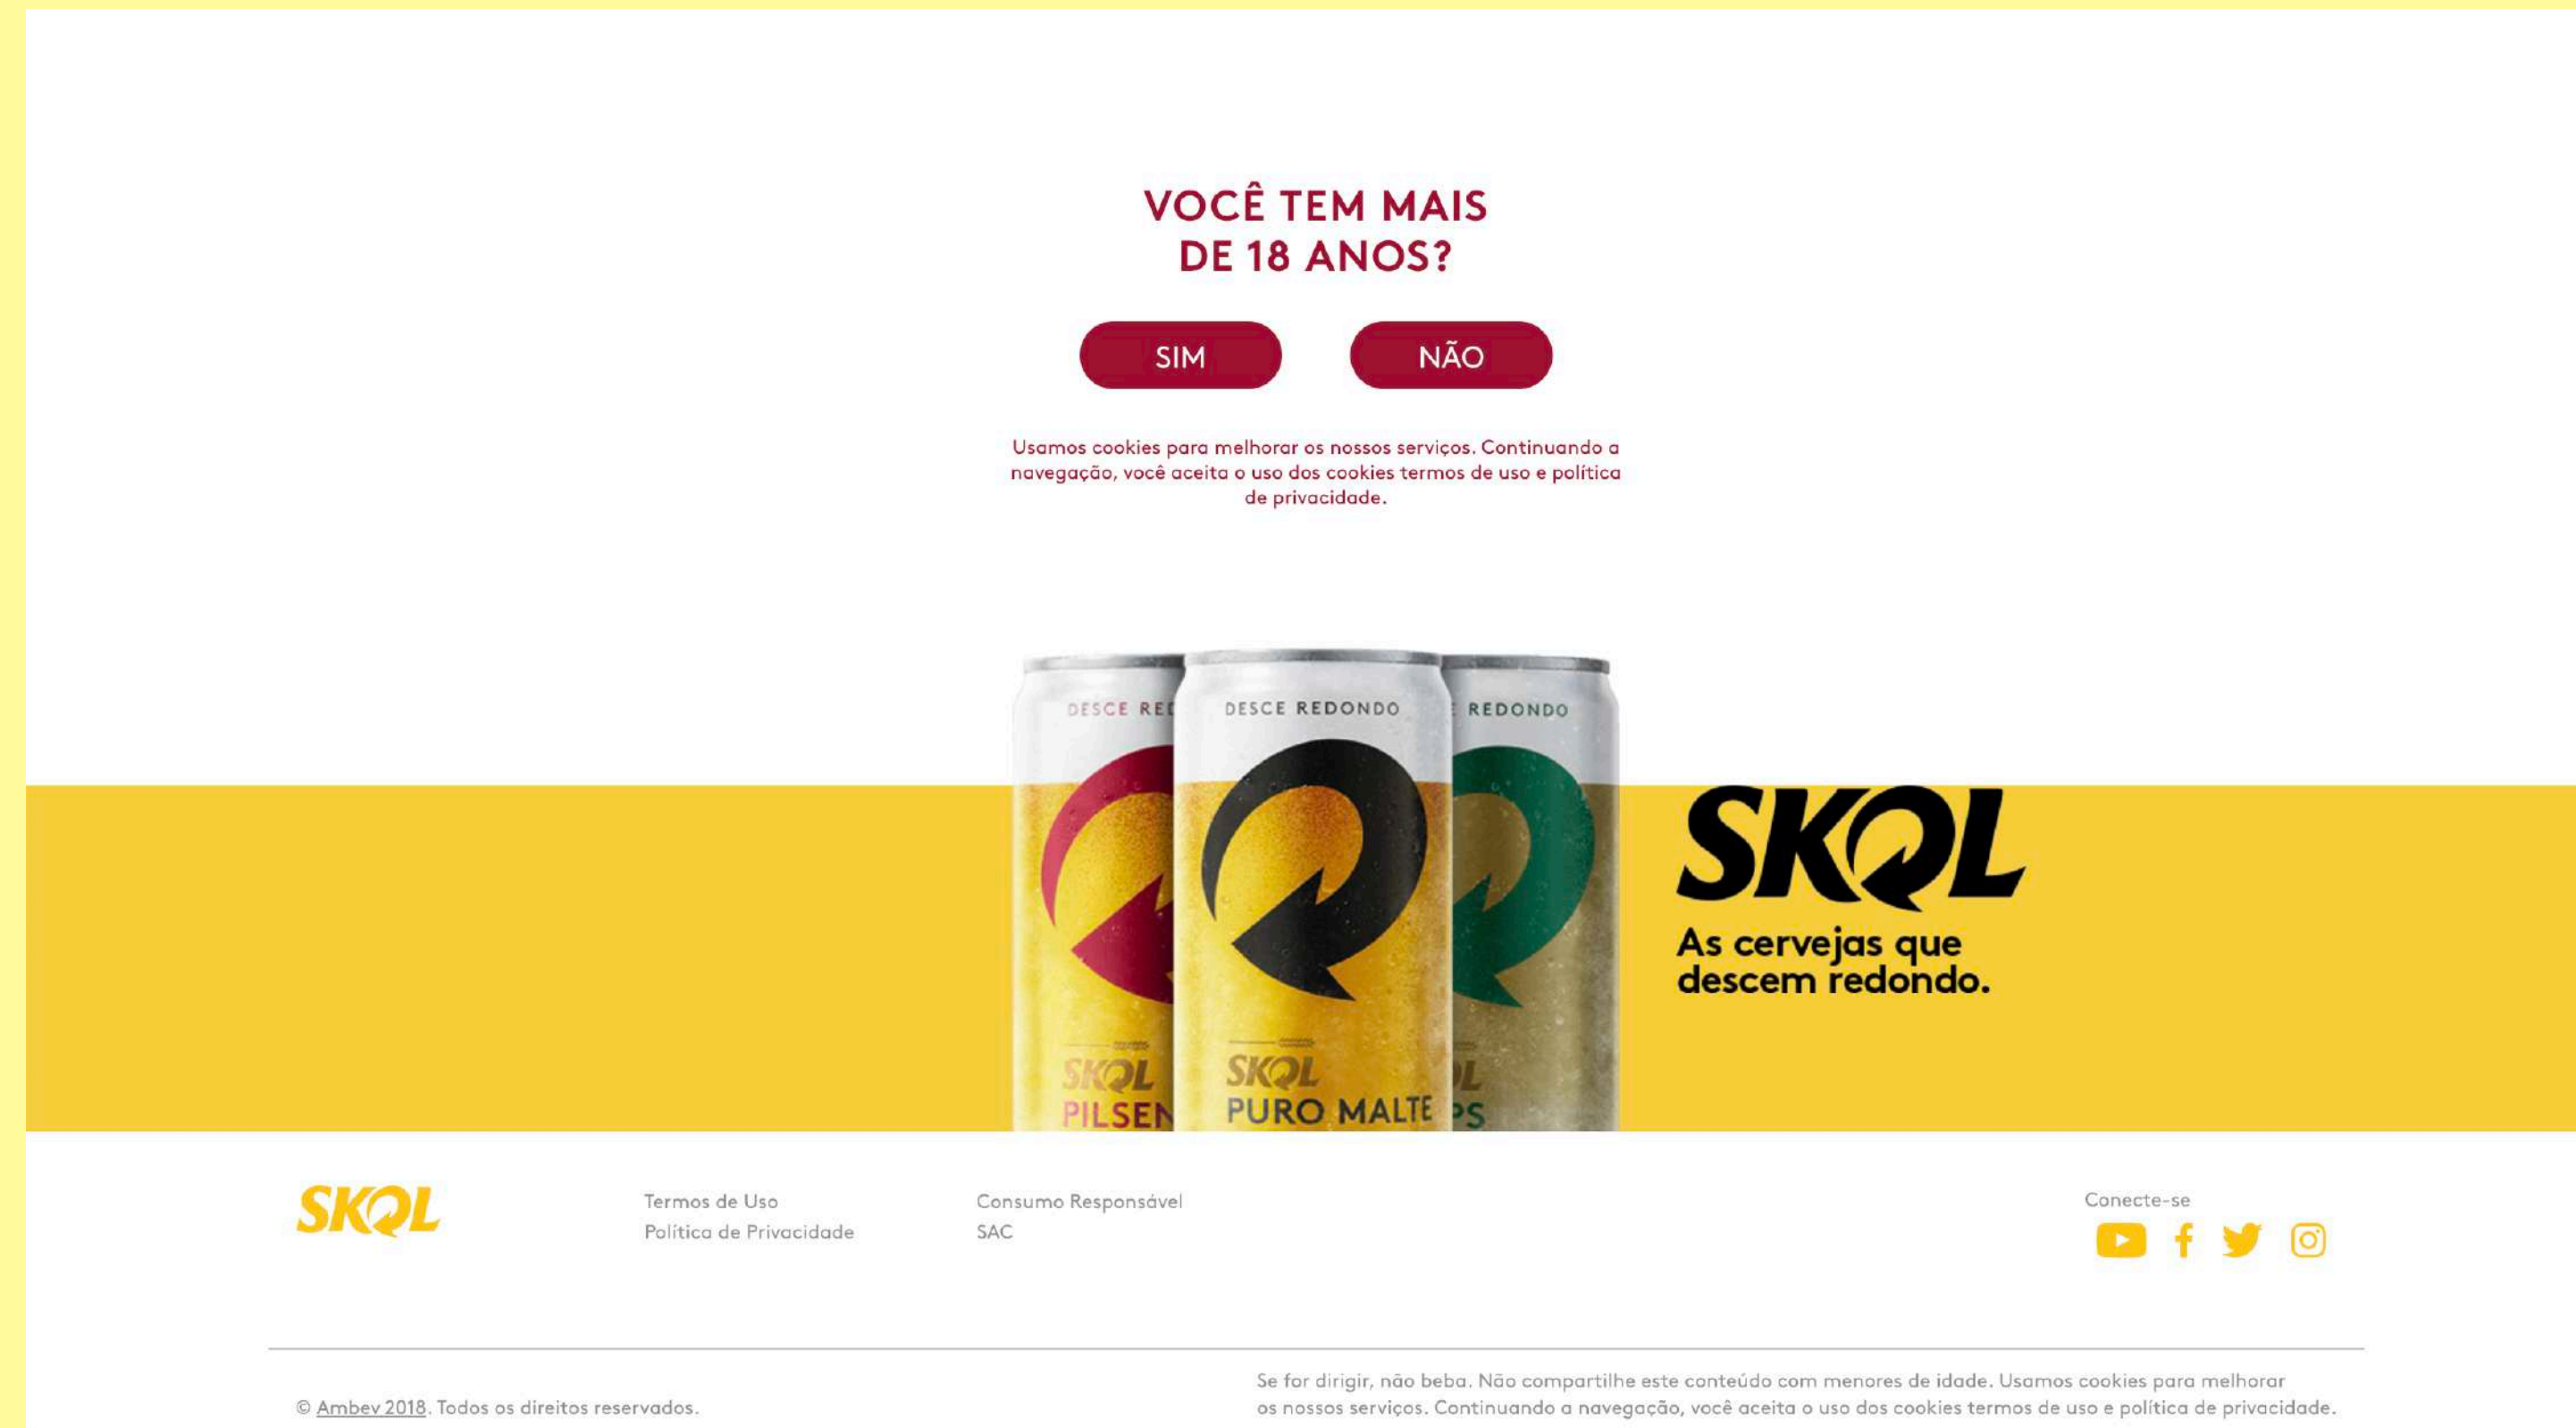 VOCÊ TEM MAIS
DE 18 ANOS?
SIM
NÃO
Usamos cookies para melhorar os nossos serviços. Continuando a
navegação, você aceita o uso dos cookies termos de uso e política
de privacidade.
DESCE RED
DESCE REDONDO
REDONDO
SKOL
As cervejas que
descem redondo.
SKOL
PILSEN
SKOL
PURO MALTE
OL
PS
SKOL
Termos de Uso
Política de Privacidade
Consumo Responsável
SAC
Conecte-se
© Ambev 2018. Todos os direitos reservados.
Se for dirigir, não beba. Não compartilhe este conteúdo com menores de idade. Usamos cookies para melhorar
os nossos serviços. Continuando a navegação, você aceita o uso dos cookies termos de uso e política de privacidade.